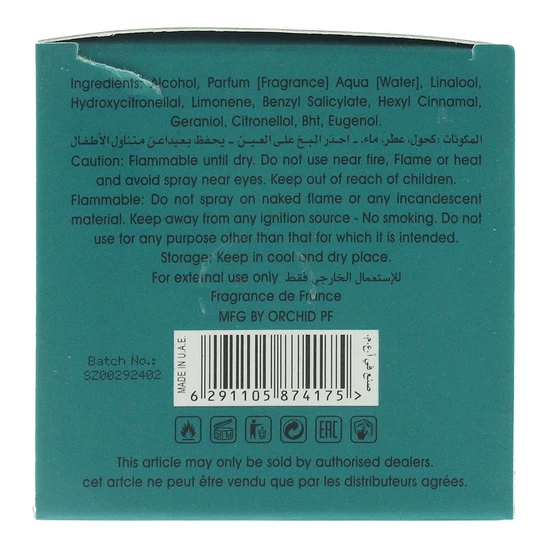 Ingredients: Alcohol, Parfum [Fragrance] Aqua [Water], Linalool,
Hydroxycitronellal, Limonene, Benzyl Salicylate, Hexyl Cinnamal,
Geraniol, Citronellol, Bht, Eugenol.
المكونات: كحول، عطر، ماء، - احذر البخ على العين - يحفظ بعيدا عن متناول الأطفال
Caution: Flammable until dry. Do not use near fire, Flame or heat
and avoid spray near eyes. Keep out of reach of children.
Flammable: Do not spray on naked flame or any incandescent
material. Keep away from any ignition source - No smoking. Do not
use for any purpose other than that for which it is intended.
Storage: Keep in cool and dry place.
For external use only للإستعمال الخارجي فقط
Fragrance de France
MFG BY ORCHID PF
Batch No.:
SZ00292402
MADE IN U.A.E.
صنع في أ.ع.م.
6 291105 874175 >
EAC
This article may only be sold by authorised dealers.
cet artcle ne peut être vendu que par les distributeurs agrées.